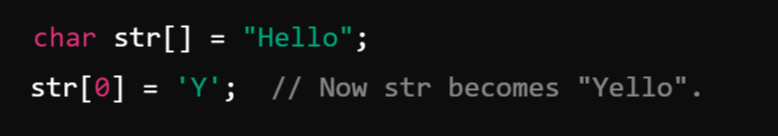 char str[] = "Hello";
str[0] = 'Y';  // Now str becomes "Yello".